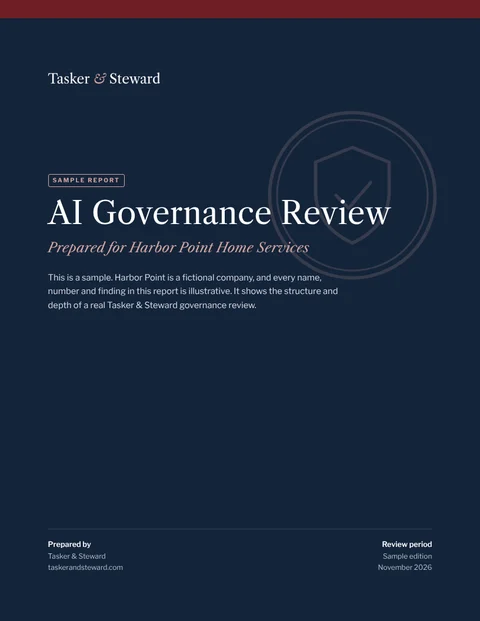 Tasker & Steward
SAMPLE REPORT
AI Governance Review
Prepared for Harbor Point Home Services
This is a sample. Harbor Point is a fictional company, and every name,
number and finding in this report is illustrative. It shows the structure and
depth of a real Tasker & Steward governance review.
Prepared by
Tasker & Steward
taskerandsteward.com
Review period
Sample edition
November 2026